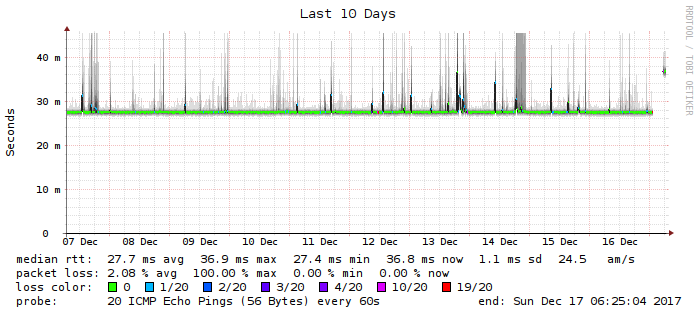 Last 10 Days
RRDTOOL / TOBI OETIKER
Seconds
40 m
30 m
20 m
10 m
0
07 Dec 08 Dec 09 Dec 10 Dec 11 Dec 12 Dec 13 Dec 14 Dec 15 Dec 16 Dec
median rtt: 27.7 ms avg 36.9 ms max 27.4 ms min 36.8 ms now 1.1 ms sd 24.5 am/s
packet loss: 2.08 % avg 100.00 % max 0.00 % min 0.00 % now
loss color: 0 1/20 2/20 3/20 4/20 10/20 19/20
probe: 20 ICMP Echo Pings (56 Bytes) every 60s end: Sun Dec 17 06:25:04 2017